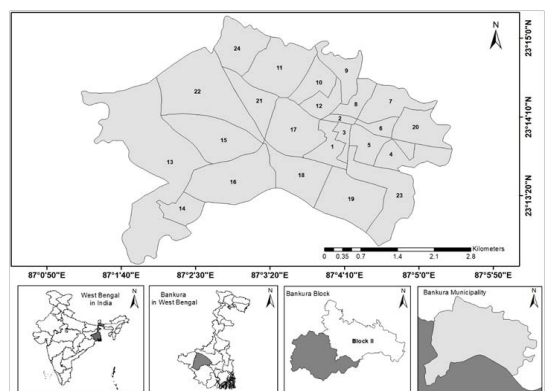 N
24
11
9
10
22
21
12
8
7
2
6
20
17
3
15
1
5
4
13
16
18
19
23
14
Kilometers
0 0.35 0.7 1.4 2.1 2.8
23°15'0"N
23°14'10"N
23°13'20"N
87°0'50"E 87°1'40"E 87°2'30"E 87°3'20"E 87°4'10"E 87°5'0"E 87°5'50"E
West Bengal
in India
N
Bankura
in West Bengal
N
Bankura Block
N
Block II
Bankura Municipality
N